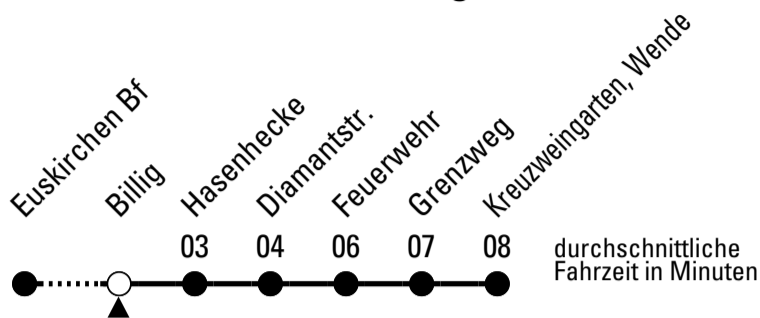 Euskirchen Bf
Billig
Hasenhecke
Diamantstr.
Feuerwehr
Grenzweg
Kreuzweingarten, Wende
03 04 06 07 08
durchschnittliche
Fahrzeit in Minuten